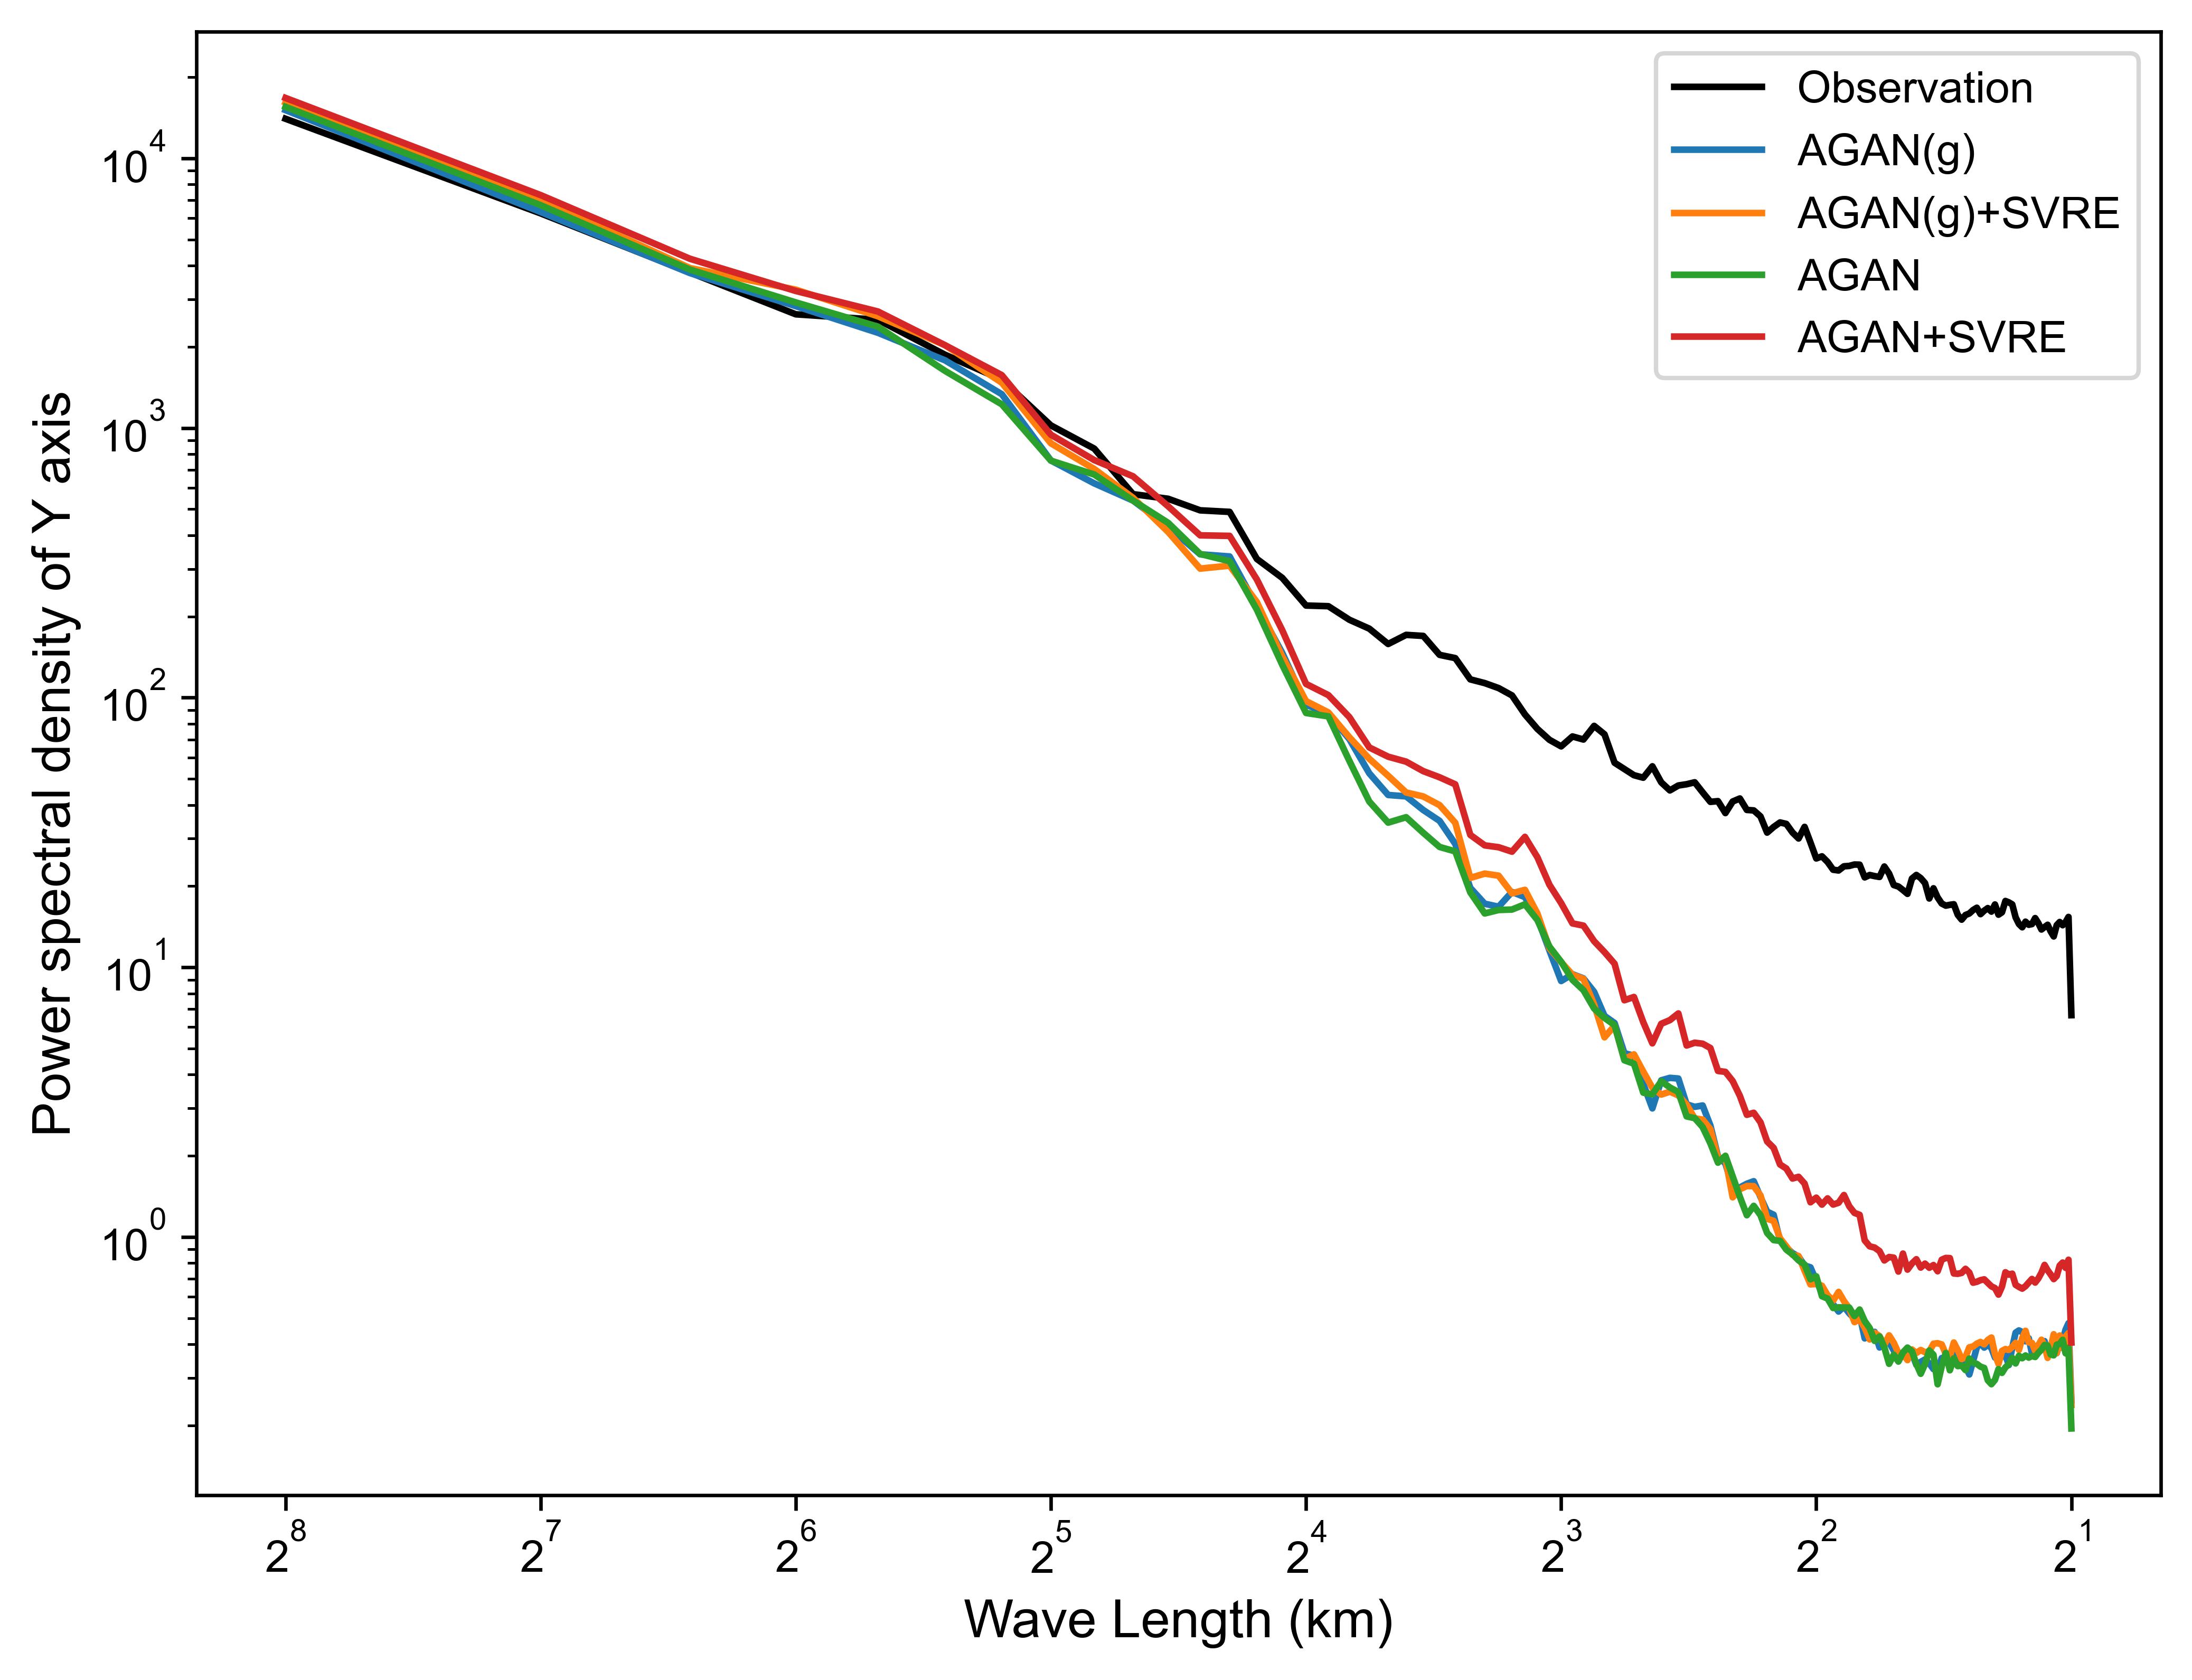 Observation
AGAN(g)
AGAN(g)+SVRE
AGAN
AGAN+SVRE
Power spectral density of Y axis
10^4
10^3
10^2
10^1
10^0
2^8 2^7 2^6 2^5 2^4 2^3 2^2 2^1
Wave Length (km)